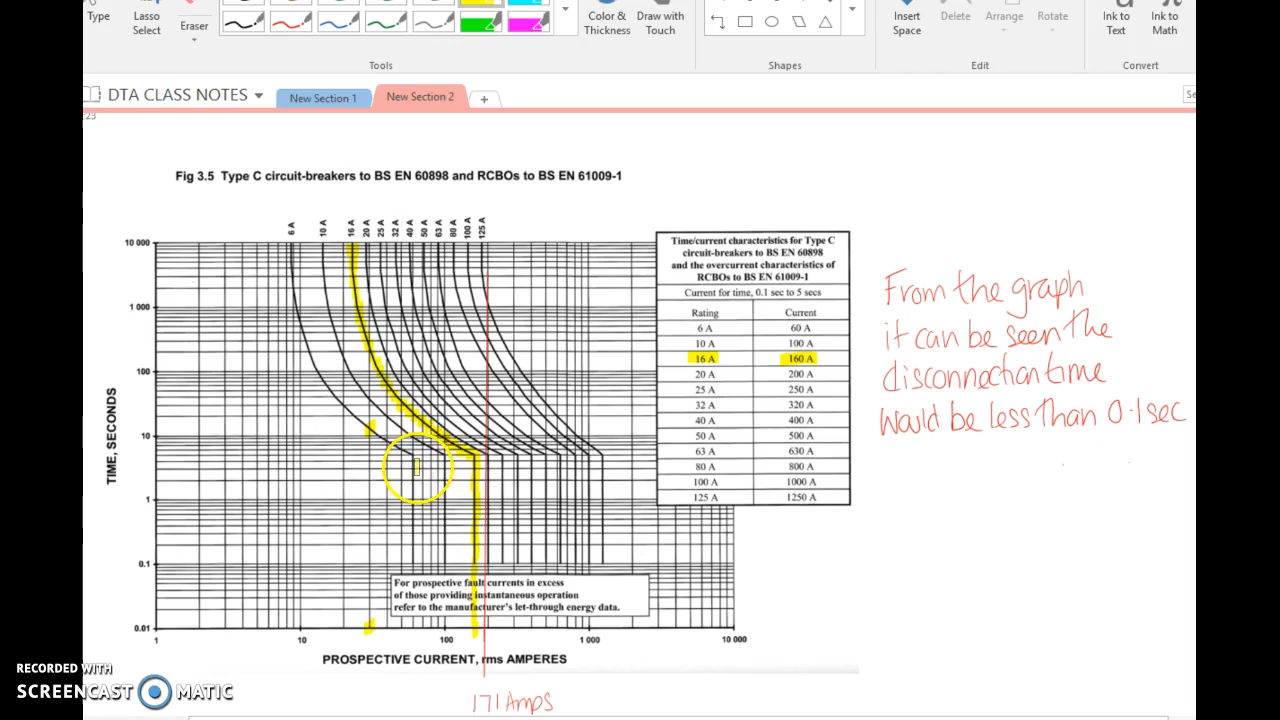 Type
Lasso
Select
Eraser
Color &
Thickness
Draw with
Touch
Insert
Space
Delete
Arrange
Rotate
Ink to
Text
Ink to
Math
Tools
Shapes
Edit
Convert
DTA CLASS NOTES
New Section 1
New Section 2
+
Se
:23
Fig 3.5 Type C circuit-breakers to BS EN 60898 and RCBOs to BS EN 61009-1
6 A 10 A 16 A 20 A 25 A 32 A 40 A 50 A 63 A 80 A 100 A 125 A
10 000
1 000
100
10
1
0.1
0.01
TIME, SECONDS
1 10 100 1 000 10 000
PROSPECTIVE CURRENT, rms AMPERES
For prospective fault currents in excess
of those providing instantaneous operation
refer to the manufacturer's let-through energy data.
Time/current characteristics for Type C
circuit-breakers to BS EN 60898
and the overcurrent characteristics of
RCBOs to BS EN 61009-1
Current for time, 0.1 sec to 5 secs
Rating Current
6 A 60 A
10 A 100 A
16 A 160 A
20 A 200 A
25 A 250 A
32 A 320 A
40 A 400 A
50 A 500 A
63 A 630 A
80 A 800 A
100 A 1000 A
125 A 1250 A
From the graph
it can be seen the
disconnection time
would be less than 0.1 sec
171 Amps
RECORDED WITH
SCREENCAST MATIC